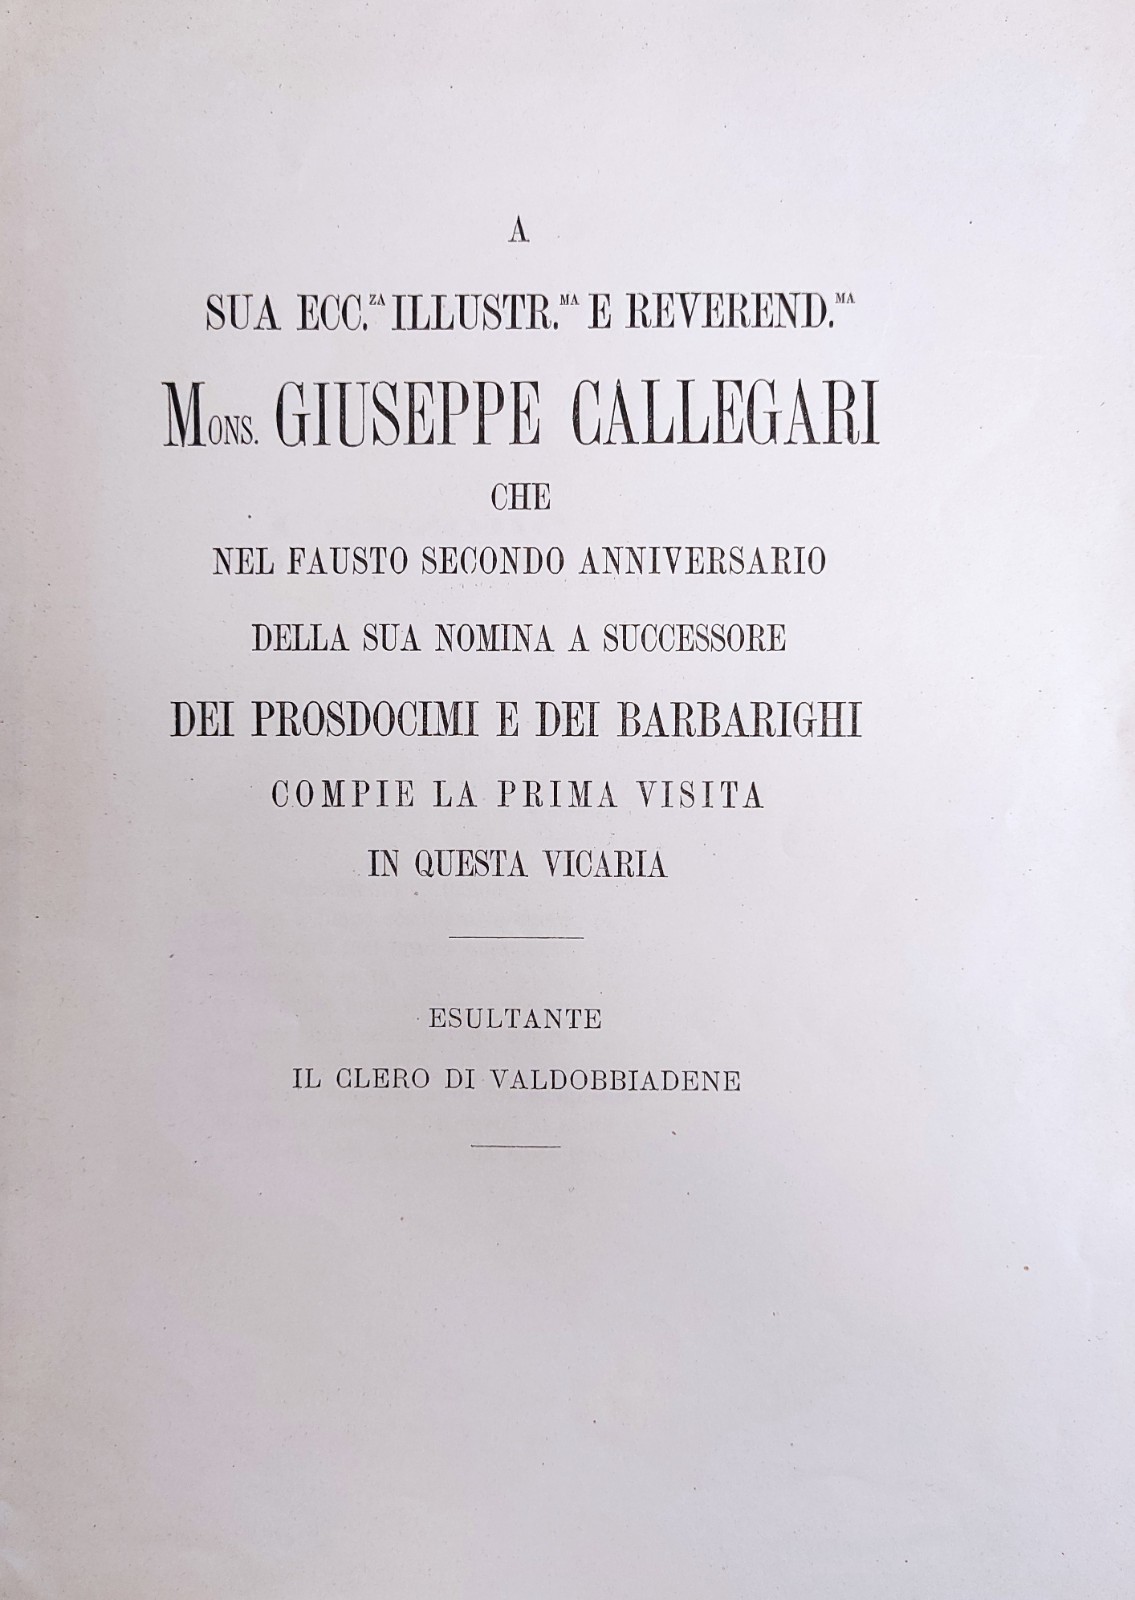 A
SUA ECC.ZA ILLUSTR.MA E REVEREND.MA
MONS. GIUSEPPE CALLEGARI
CHE
NEL FAUSTO SECONDO ANNIVERSARIO
DELLA SUA NOMINA A SUCCESSORE
DEI PROSDOCIMI E DEI BARBARIGHI
COMPIE LA PRIMA VISITA
IN QUESTA VICARIA
ESULTANTE
IL CLERO DI VALDOBBIADENE